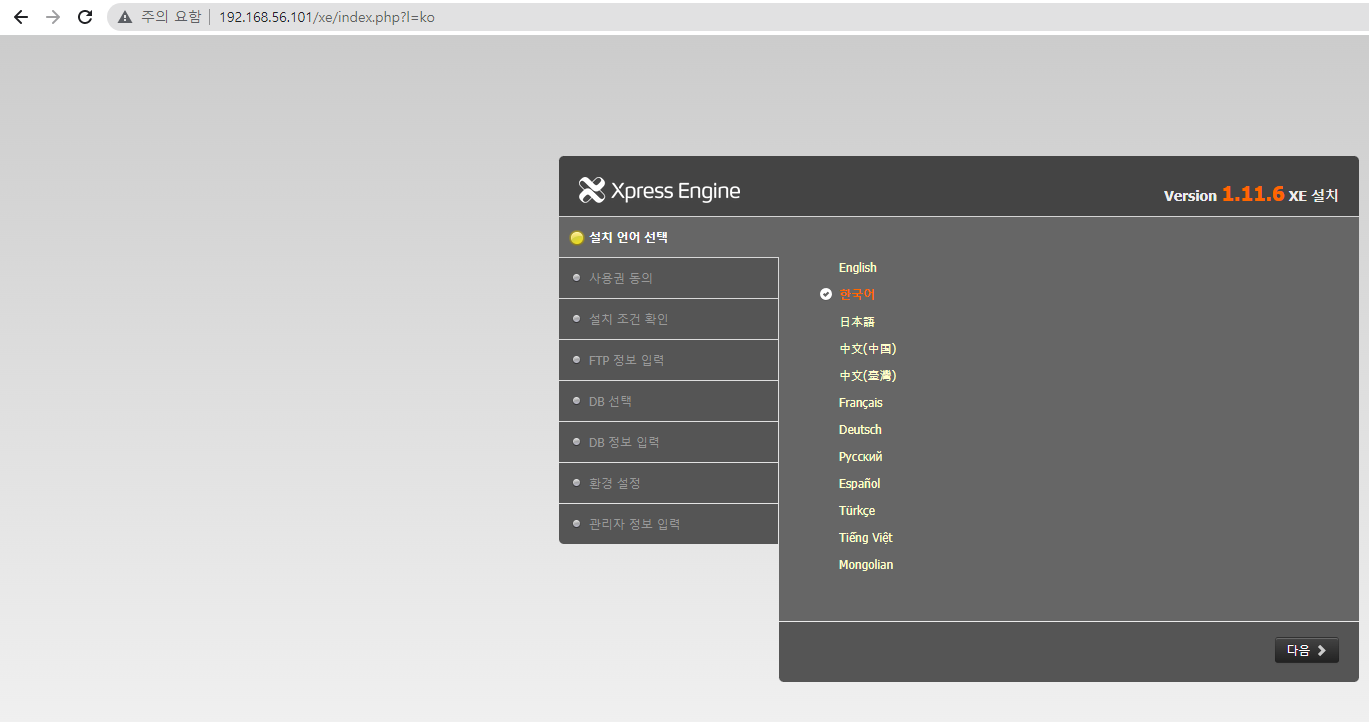 주의 요함 | 192.168.56.101/xe/index.php?l=ko
Xpress Engine
Version 1.11.6 XE 설치
설치 언어 선택
사용권 동의
설치 조건 확인
FTP 정보 입력
DB 선택
DB 정보 입력
환경 설정
관리자 정보 입력
English
한국어
日本語
中文(中国)
中文(臺灣)
Français
Deutsch
Русский
Español
Türkçe
Tiếng Việt
Mongolian
다음